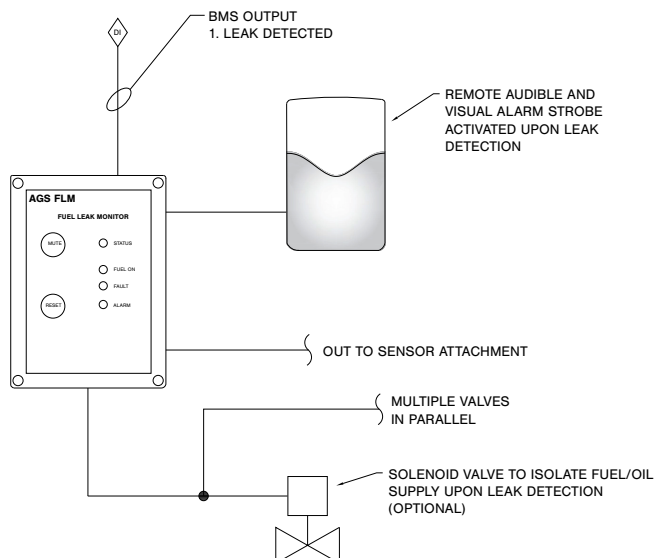 BMS OUTPUT
1. LEAK DETECTED
DI
REMOTE AUDIBLE AND
VISUAL ALARM STROBE
ACTIVATED UPON LEAK
DETECTION
AGS FLM
FUEL LEAK MONITOR
MUTE
STATUS
FUEL ON
FAULT
RESET
ALARM
OUT TO SENSOR ATTACHMENT
MULTIPLE VALVES
IN PARALLEL
SOLENOID VALVE TO ISOLATE FUEL/OIL
SUPPLY UPON LEAK DETECTION
(OPTIONAL)